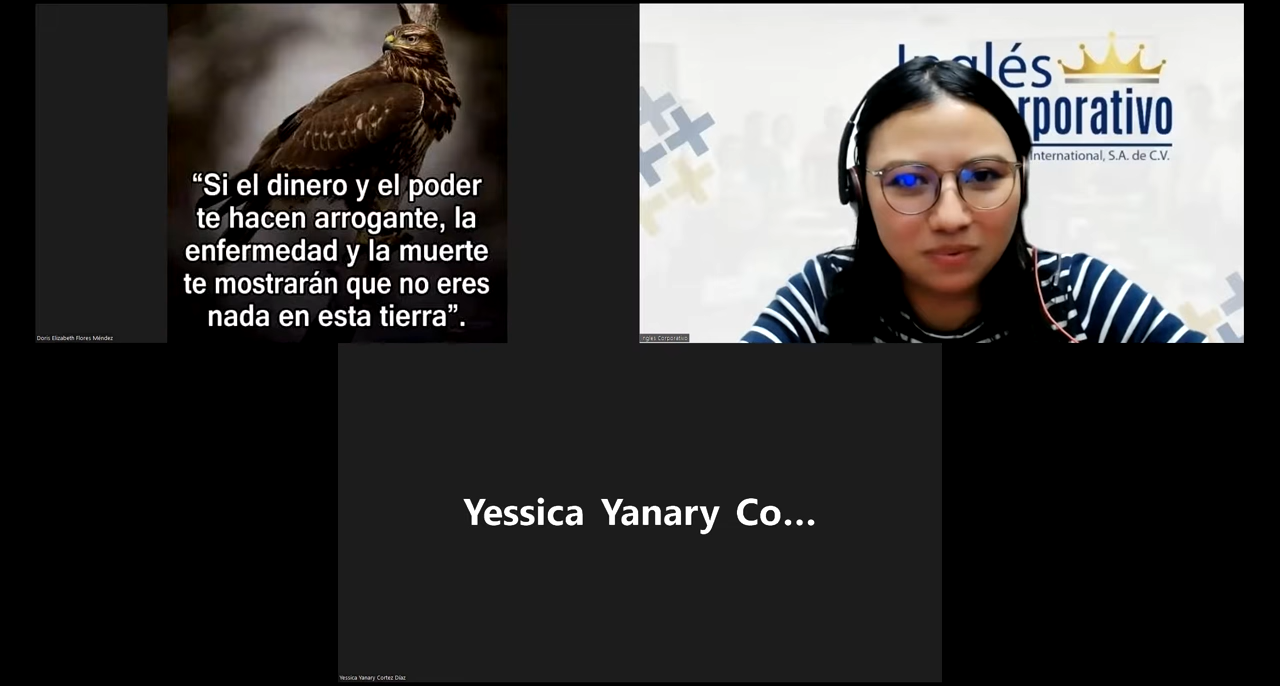 “Si el dinero y el poder
te hacen arrogante, la
enfermedad y la muerte
te mostrarán que no eres
nada en esta tierra”.
Doris Elizabeth Flores Méndez
Inglés
rporativo
International, S.A. de C.V.
Ingles Corporativo
Yessica Yanary Co...
Yessica Yanary Cortez Díaz